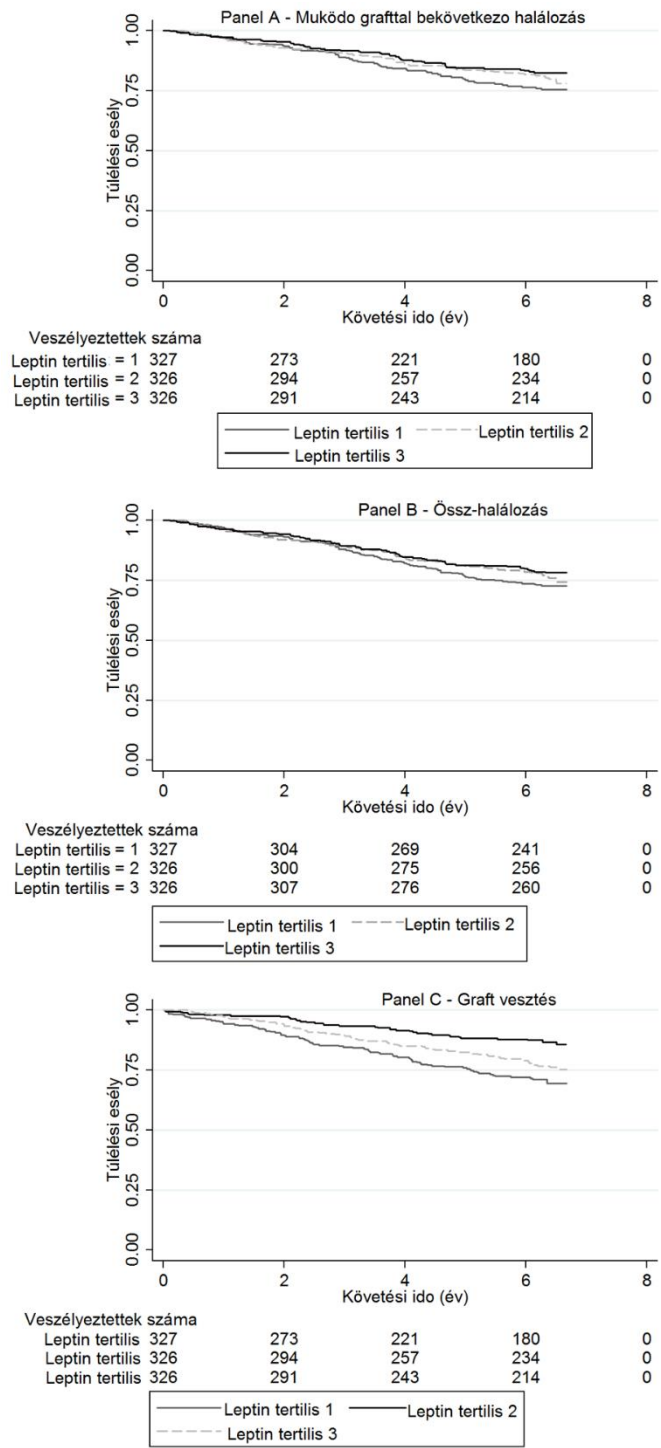 Panel A - Muködo grafttal bekövetkezo halálozás
1.00
0.75
0.50
0.25
0.00
Túlélési esély
0 2 4 6 8
Követési ido (év)
Veszélyeztettek száma
Leptin tertilis = 1 327 273 221 180 0
Leptin tertilis = 2 326 294 257 234 0
Leptin tertilis = 3 326 291 243 214 0
Leptin tertilis 1 Leptin tertilis 2
Leptin tertilis 3
Panel B - Össz-halálozás
1.00
0.75
0.50
0.25
0.00
Túlélési esély
0 2 4 6 8
Követési ido (év)
Veszélyeztettek száma
Leptin tertilis = 1 327 304 269 241 0
Leptin tertilis = 2 326 300 275 256 0
Leptin tertilis = 3 326 307 276 260 0
Leptin tertilis 1 Leptin tertilis 2
Leptin tertilis 3
Panel C - Graft vesztés
1.00
0.75
0.50
0.25
0.00
Túlélési esély
0 2 4 6 8
Követési ido (év)
Veszélyeztettek száma
Leptin tertilis 327 273 221 180 0
Leptin tertilis 326 294 257 234 0
Leptin tertilis 326 291 243 214 0
Leptin tertilis 1 Leptin tertilis 2
Leptin tertilis 3